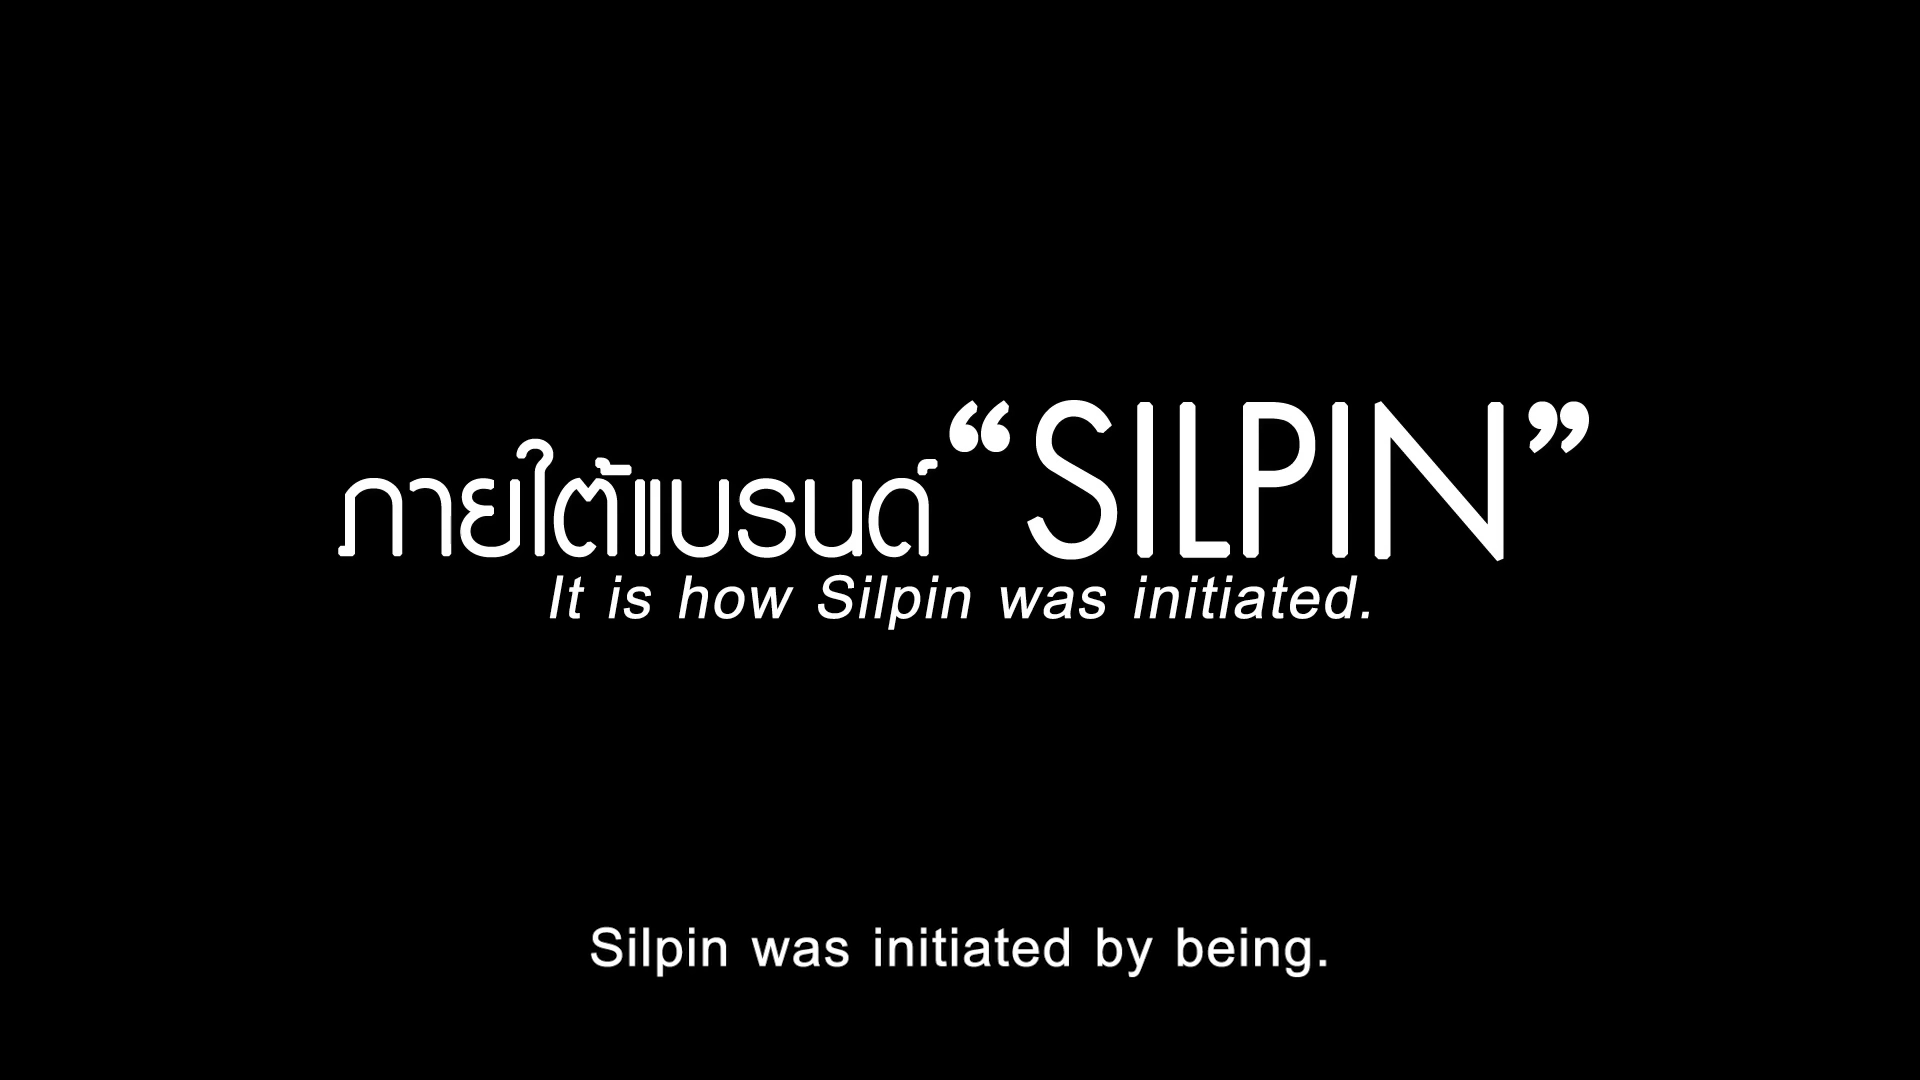 ภายใต้แบรนด์ “SILPIN”
It is how Silpin was initiated.
Silpin was initiated by being.